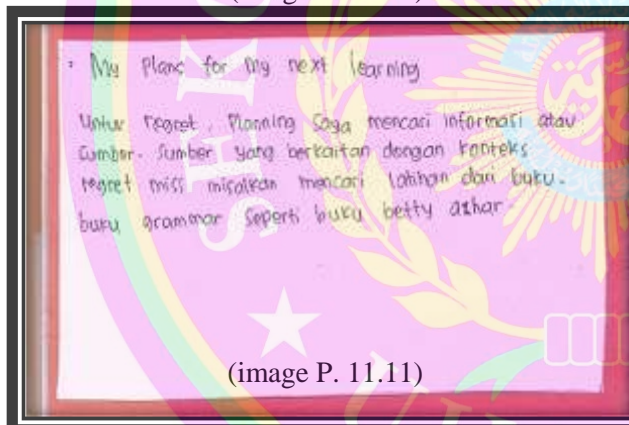 : My Plans for my next learning
Untuk regret, Planning Saga mencari informasi atau
Sumber-Sumber yang berkaitan dengan konteks
regret miss misalkan mencari latihan dari buku-
buku grammar seperti buku betty azhar.
(image P. 11.11)